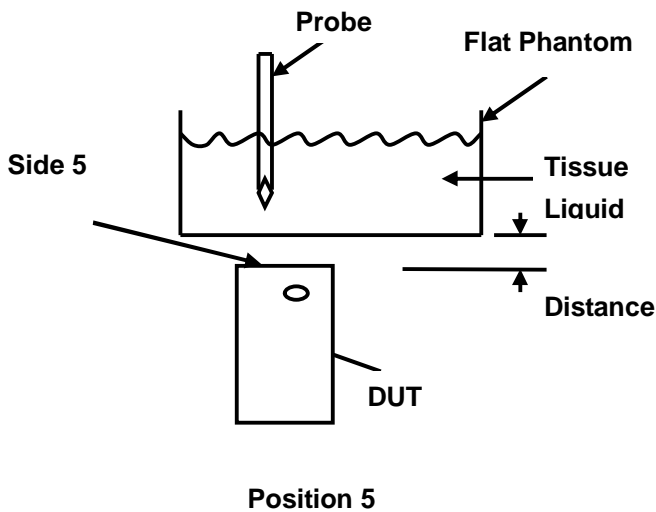 Probe
Flat Phantom
Side 5
Tissue
Liquid
Distance
DUT
Position 5